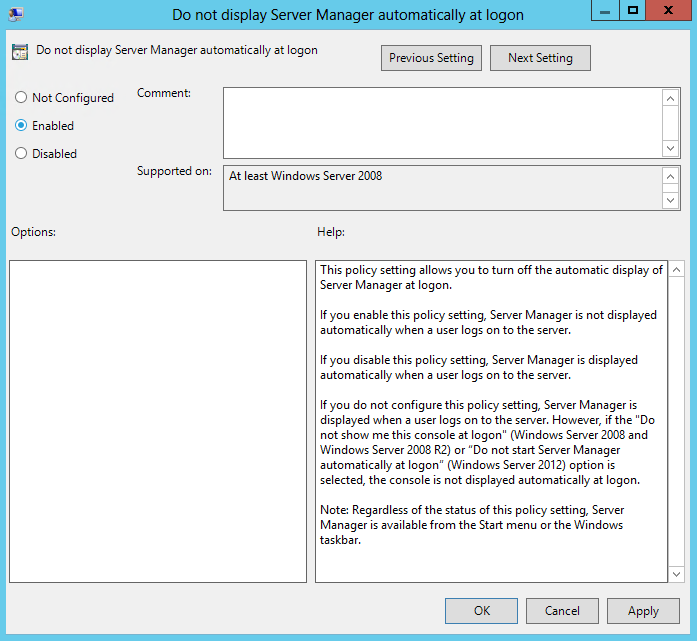 Do not display Server Manager automatically at logon
Do not display Server Manager automatically at logon
Previous Setting
Next Setting
Not Configured
Enabled
Disabled
Comment:
Supported on:
At least Windows Server 2008
Options:
Help:
This policy setting allows you to turn off the automatic display of
Server Manager at logon.
If you enable this policy setting, Server Manager is not displayed
automatically when a user logs on to the server.
If you disable this policy setting, Server Manager is displayed
automatically when a user logs on to the server.
If you do not configure this policy setting, Server Manager is
displayed when a user logs on to the server. However, if the "Do
not show me this console at logon" (Windows Server 2008 and
Windows Server 2008 R2) or “Do not start Server Manager
automatically at logon” (Windows Server 2012) option is
selected, the console is not displayed automatically at logon.
Note: Regardless of the status of this policy setting, Server
Manager is available from the Start menu or the Windows
taskbar.
OK
Cancel
Apply